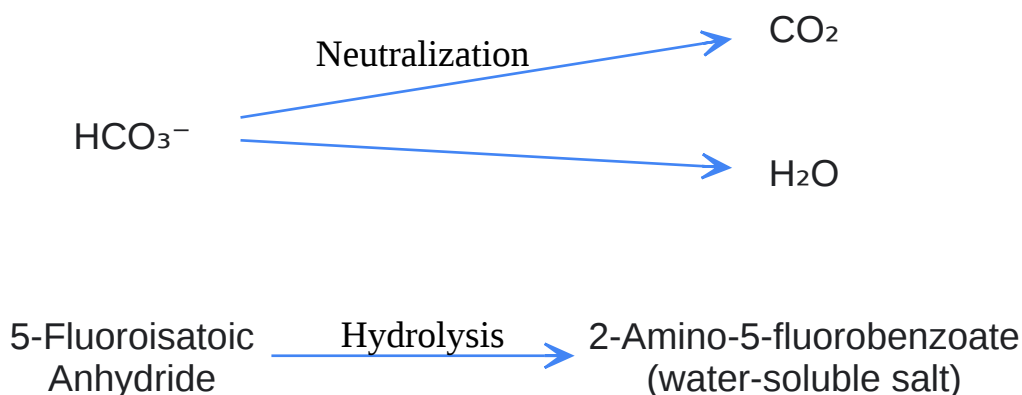 CO₂
Neutralization
HCO₃⁻
H₂O
5-Fluoroisatoic
Anhydride
Hydrolysis
2-Amino-5-fluorobenzoate
(water-soluble salt)